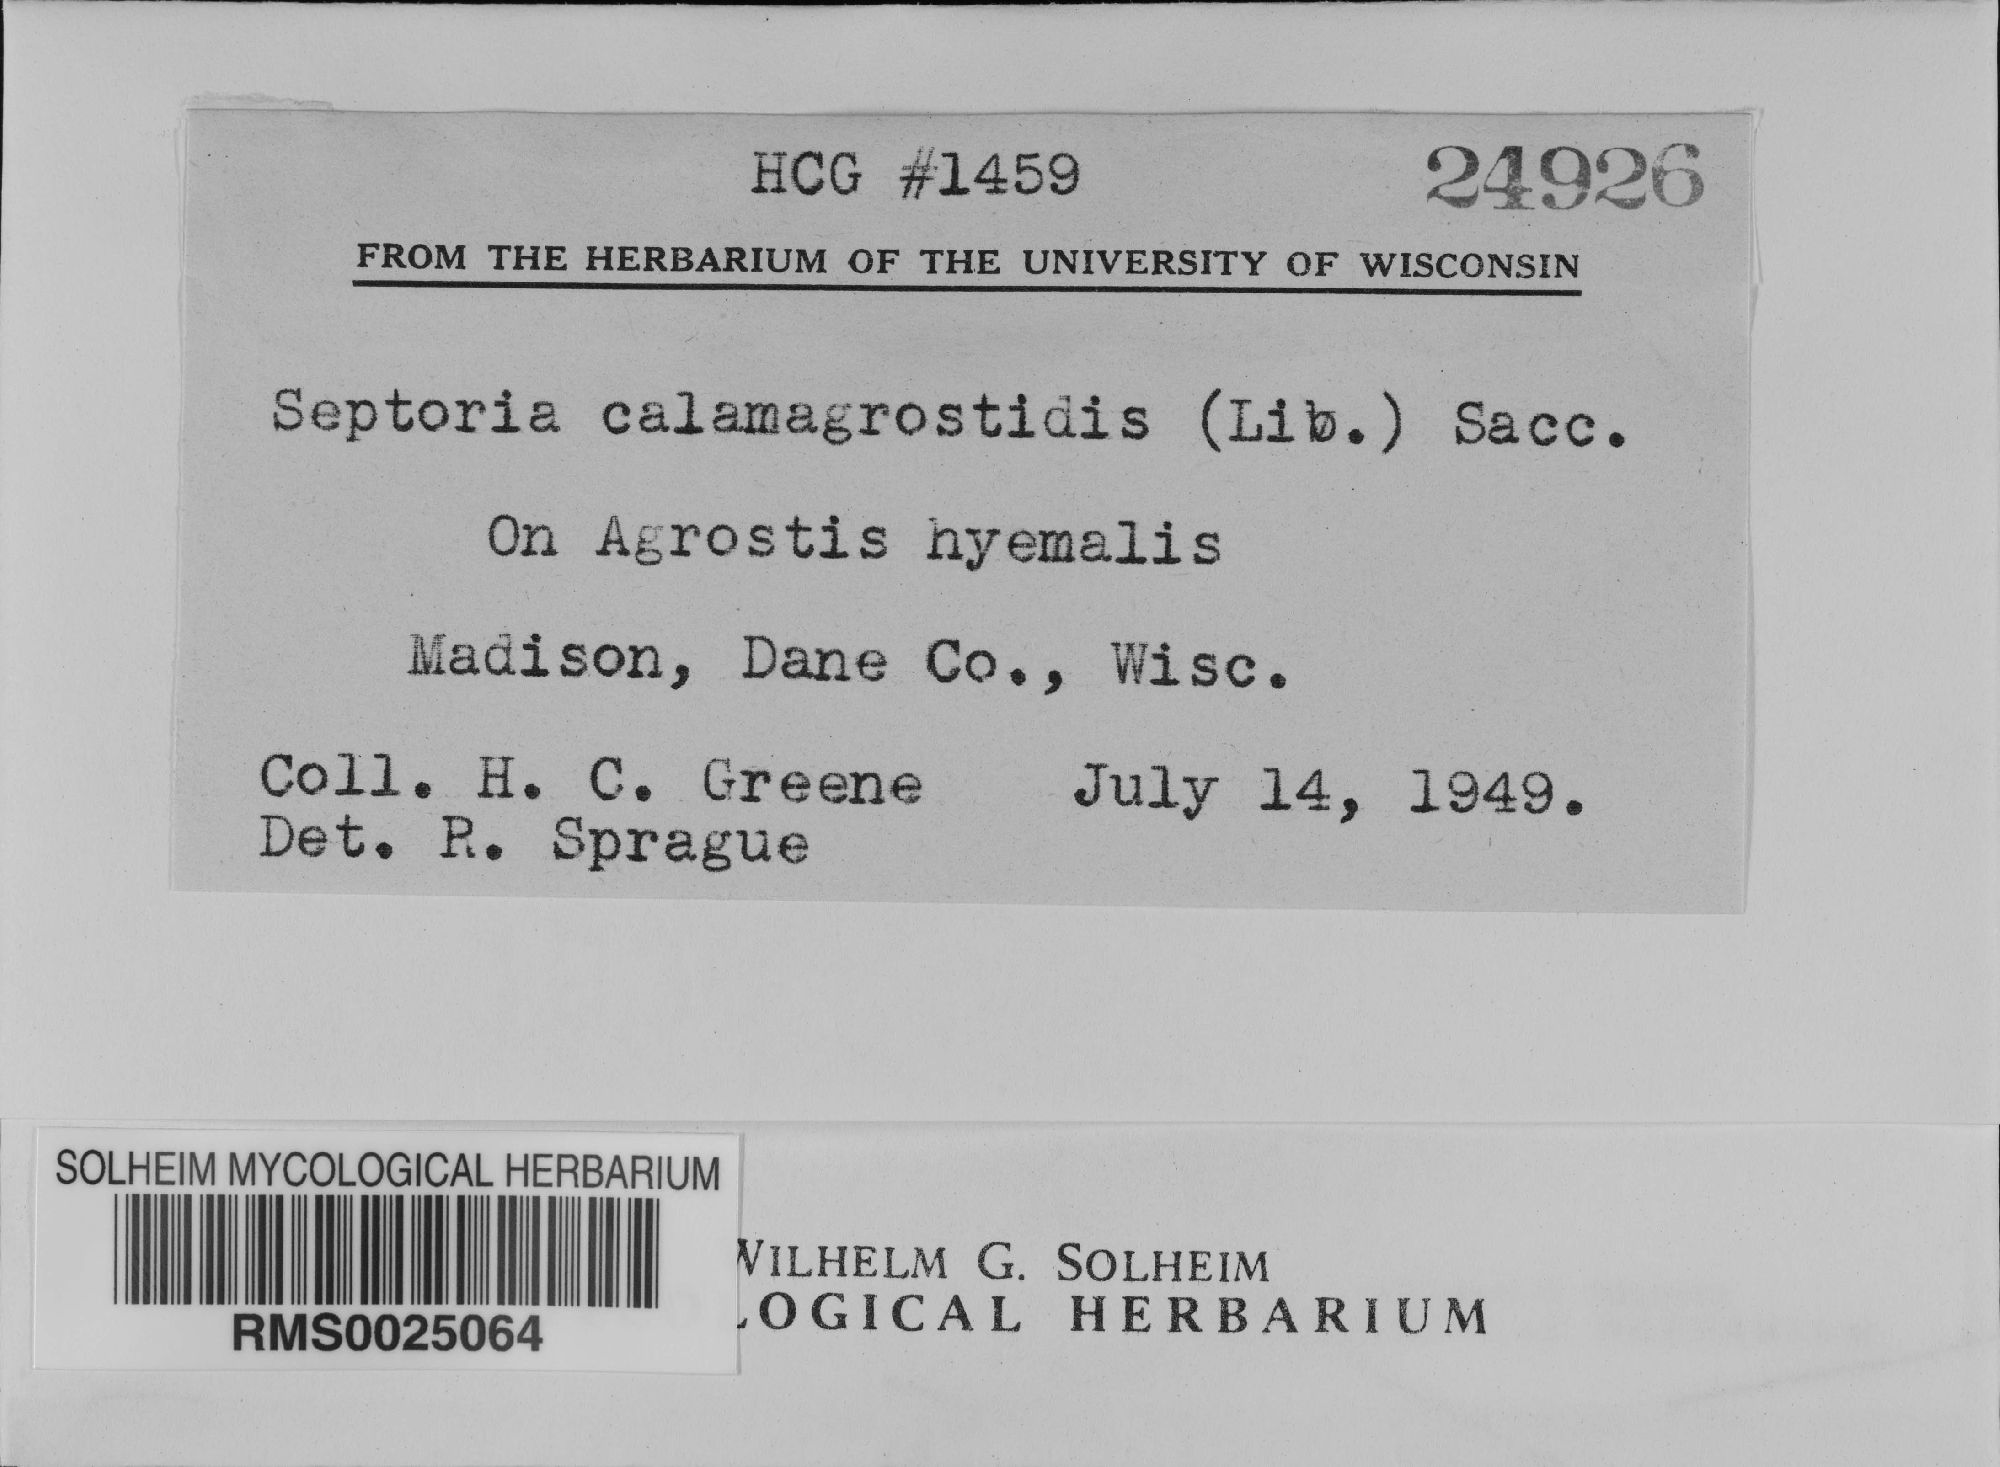 HCG #1459
24926
FROM THE HERBARIUM OF THE UNIVERSITY OF WISCONSIN
Septoria calamagrostidis (Lib.) Sacc.
On Agrostis hyemalis
Madison, Dane Co., Wisc.
Coll. H. C. Greene July 14, 1949.
Det. R. Sprague
SOLHEIM MYCOLOGICAL HERBARIUM
RMS0025064
WILHELM G. SOLHEIM
LOGICAL HERBARIUM